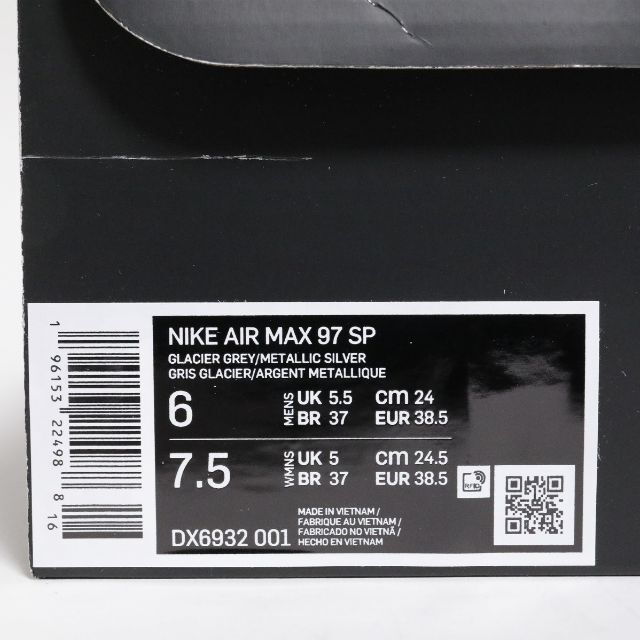 NIKE AIR MAX 97 SP
GLACIER GREY/METALLIC SILVER
GRIS GLACIER/ARGENT METALLIQUE
6 MENS UK 5.5 cm 24
BR 37 EUR 38.5
7.5 WMNS UK 5 cm 24.5
BR 37 EUR 38.5
RFID
DX6932 001
MADE IN VIETNAM /
FABRIQUE AU VIETNAM /
FABRICADO NO VIETNÃ /
HECHO EN VIETNAM
1 96153 22498 8 16